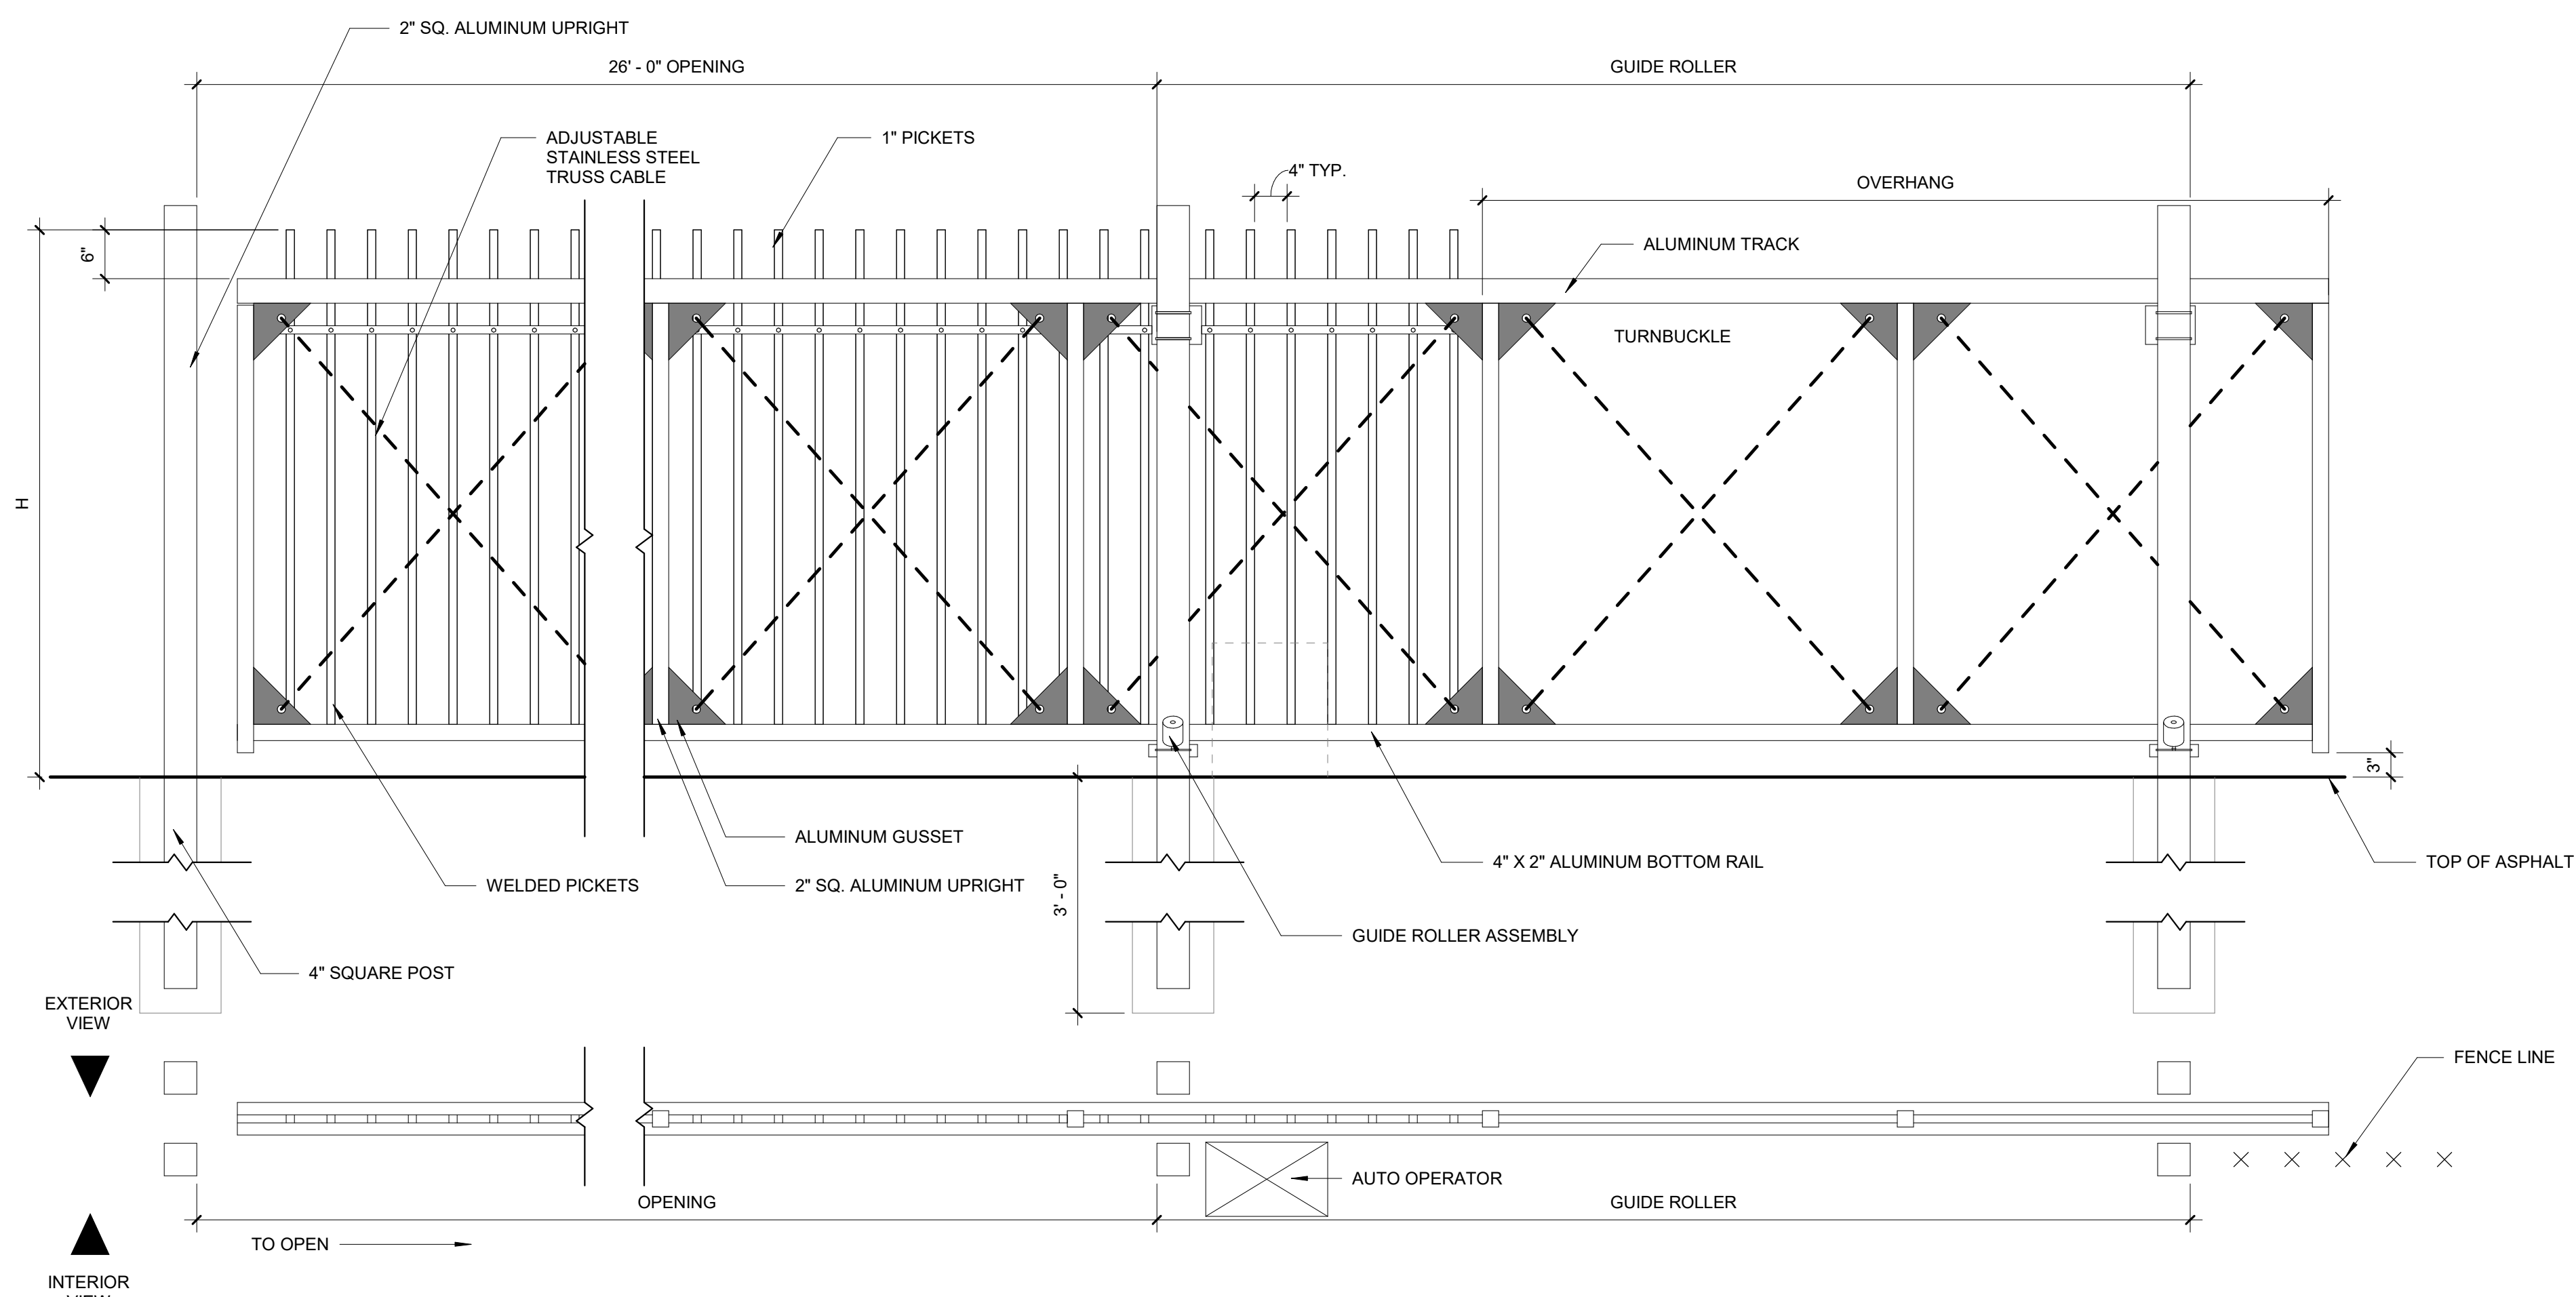 2" SQ. ALUMINUM UPRIGHT
26' - 0" OPENING
GUIDE ROLLER
ADJUSTABLE
STAINLESS STEEL
TRUSS CABLE
1" PICKETS
4" TYP.
OVERHANG
6"
ALUMINUM TRACK
TURNBUCKLE
H
3"
ALUMINUM GUSSET
2" SQ. ALUMINUM UPRIGHT
WELDED PICKETS
4" X 2" ALUMINUM BOTTOM RAIL
TOP OF ASPHALT
3' - 0"
GUIDE ROLLER ASSEMBLY
4" SQUARE POST
EXTERIOR
VIEW
FENCE LINE
AUTO OPERATOR
OPENING
GUIDE ROLLER
TO OPEN
INTERIOR
VIEW